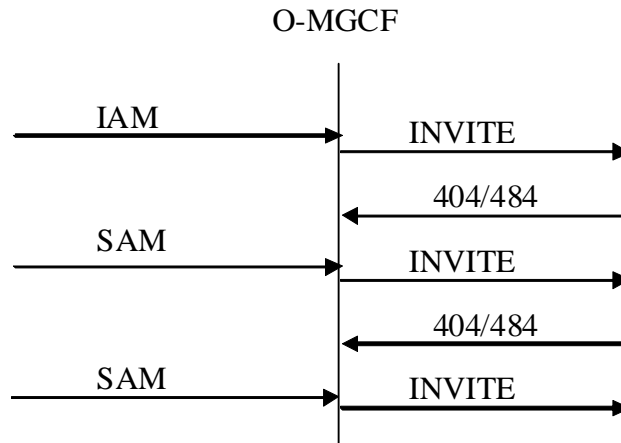 O-MGCF
IAM
INVITE
404/484
SAM
INVITE
404/484
SAM
INVITE